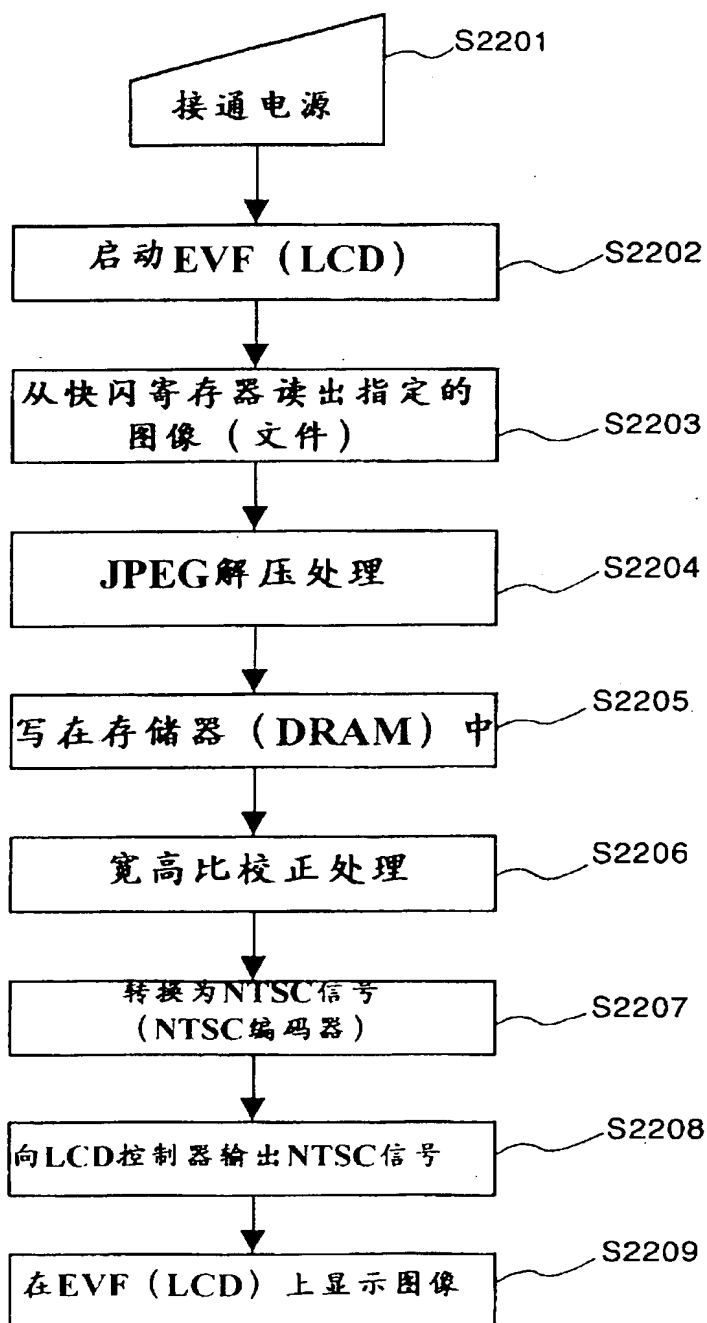 S2201
接通电源
启动EVF（LCD）
S2202
从快闪寄存器读出指定的
图像（文件）
S2203
JPEG解压处理
S2204
写在存储器（DRAM）中
S2205
宽高比校正处理
S2206
转换为NTSC信号
（NTSC编码器）
S2207
向LCD控制器输出NTSC信号
S2208
在EVF（LCD）上显示图像
S2209